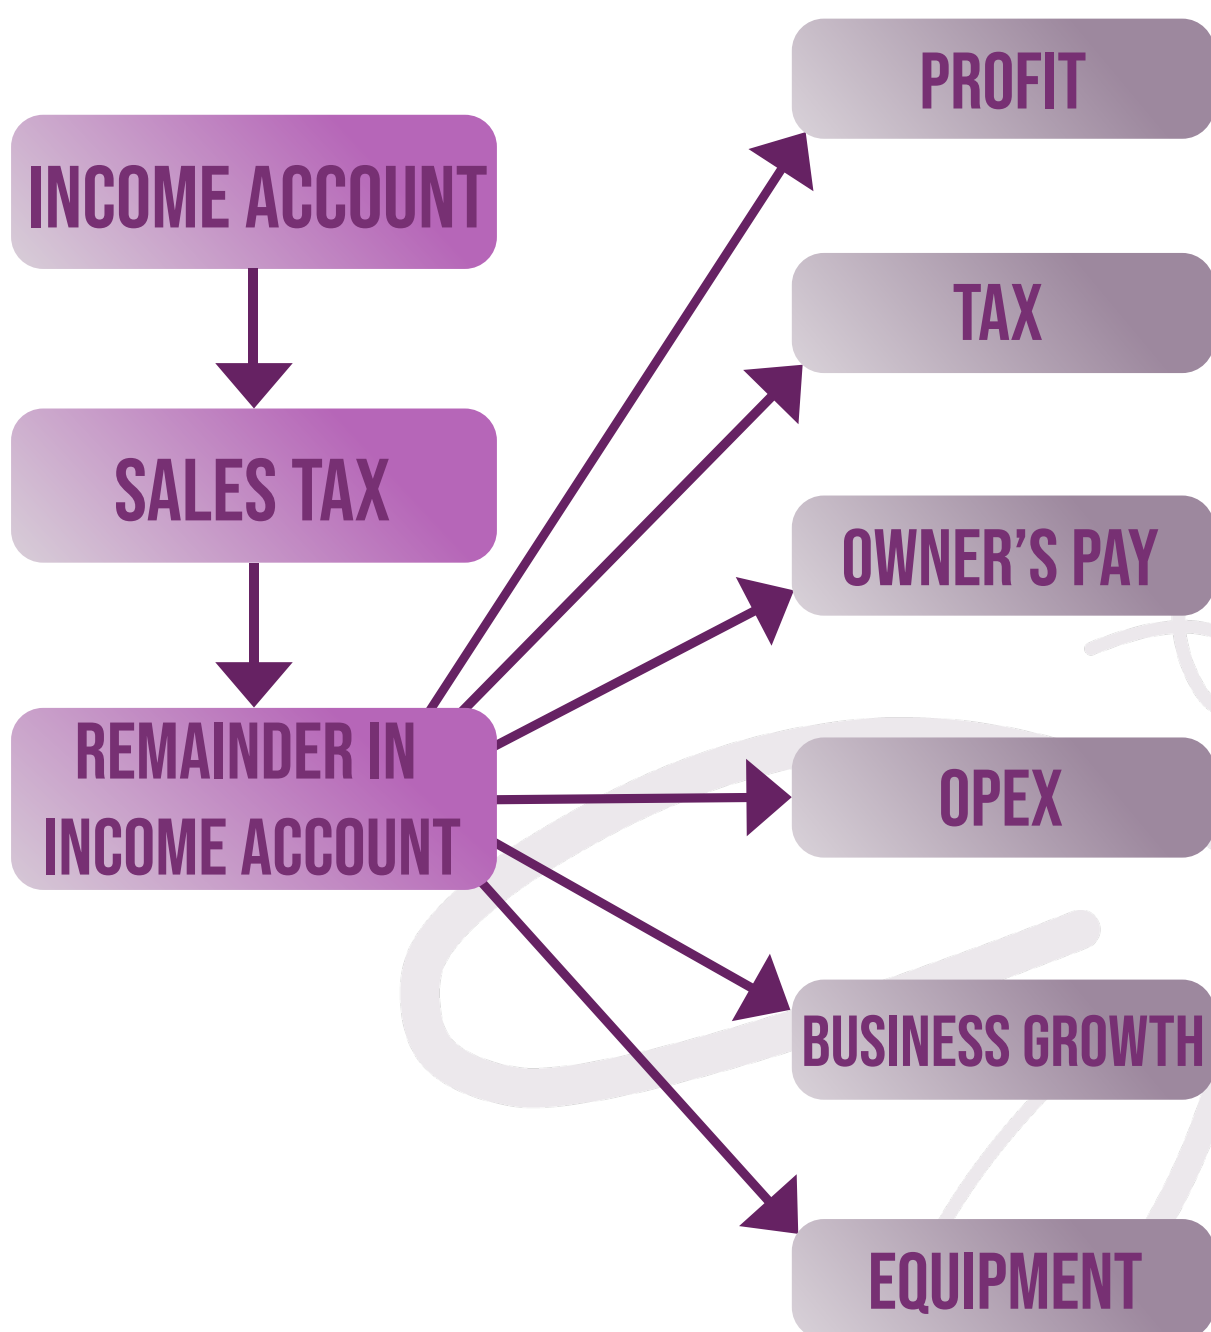 INCOME ACCOUNT
SALES TAX
REMAINDER IN
INCOME ACCOUNT
PROFIT
TAX
OWNER’S PAY
OPEX
BUSINESS GROWTH
EQUIPMENT